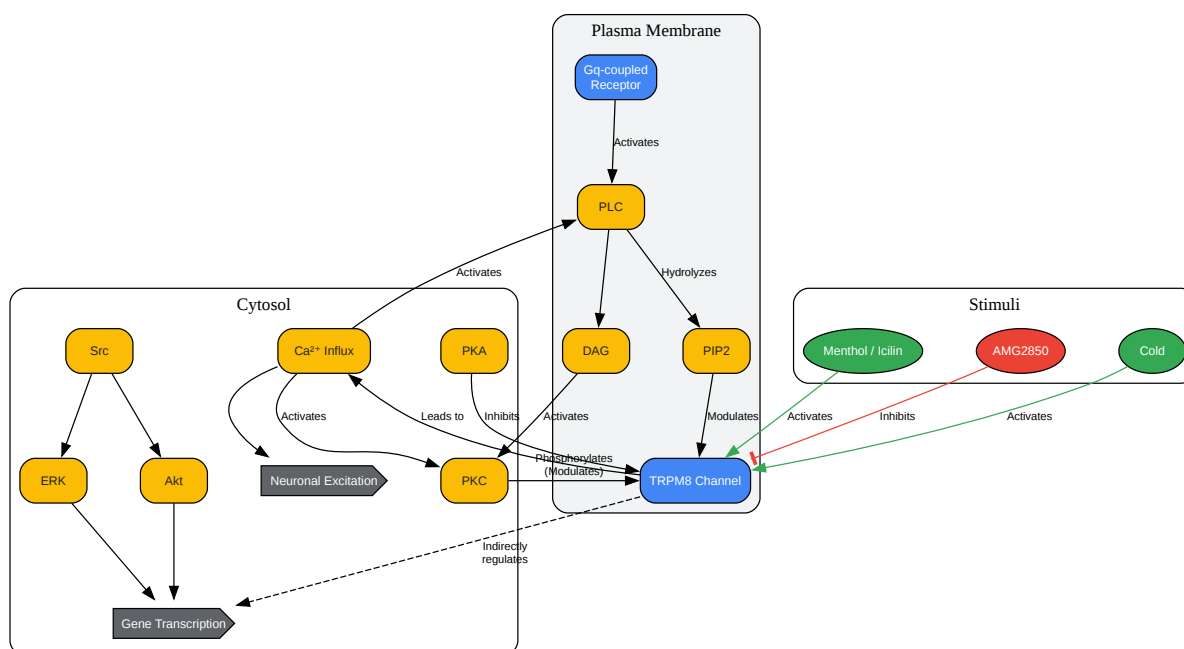 Plasma Membrane
Gq-coupled
Receptor
Activates
PLC
Activates
Hydrolyzes
Cytosol
Stimuli
Src
Ca²⁺ Influx
PKA
DAG
PIP2
Menthol / Icilin
AMG2850
Cold
Activates
Leads to
Inhibits
Activates
Modulates
Activates
Inhibits
Activates
Phosphorylates
(Modulates)
ERK
Akt
Neuronal Excitation
PKC
TRPM8 Channel
Indirectly
regulates
Gene Transcription